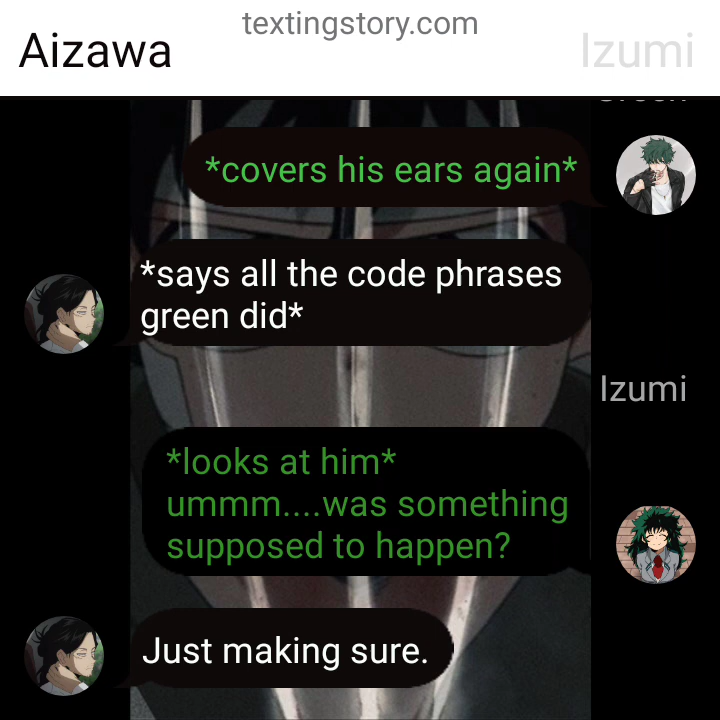 textingstory.com
Aizawa
Izumi
*covers his ears again*
*says all the code phrases
green did*
Izumi
*looks at him*
ummm....was something
supposed to happen?
Just making sure.